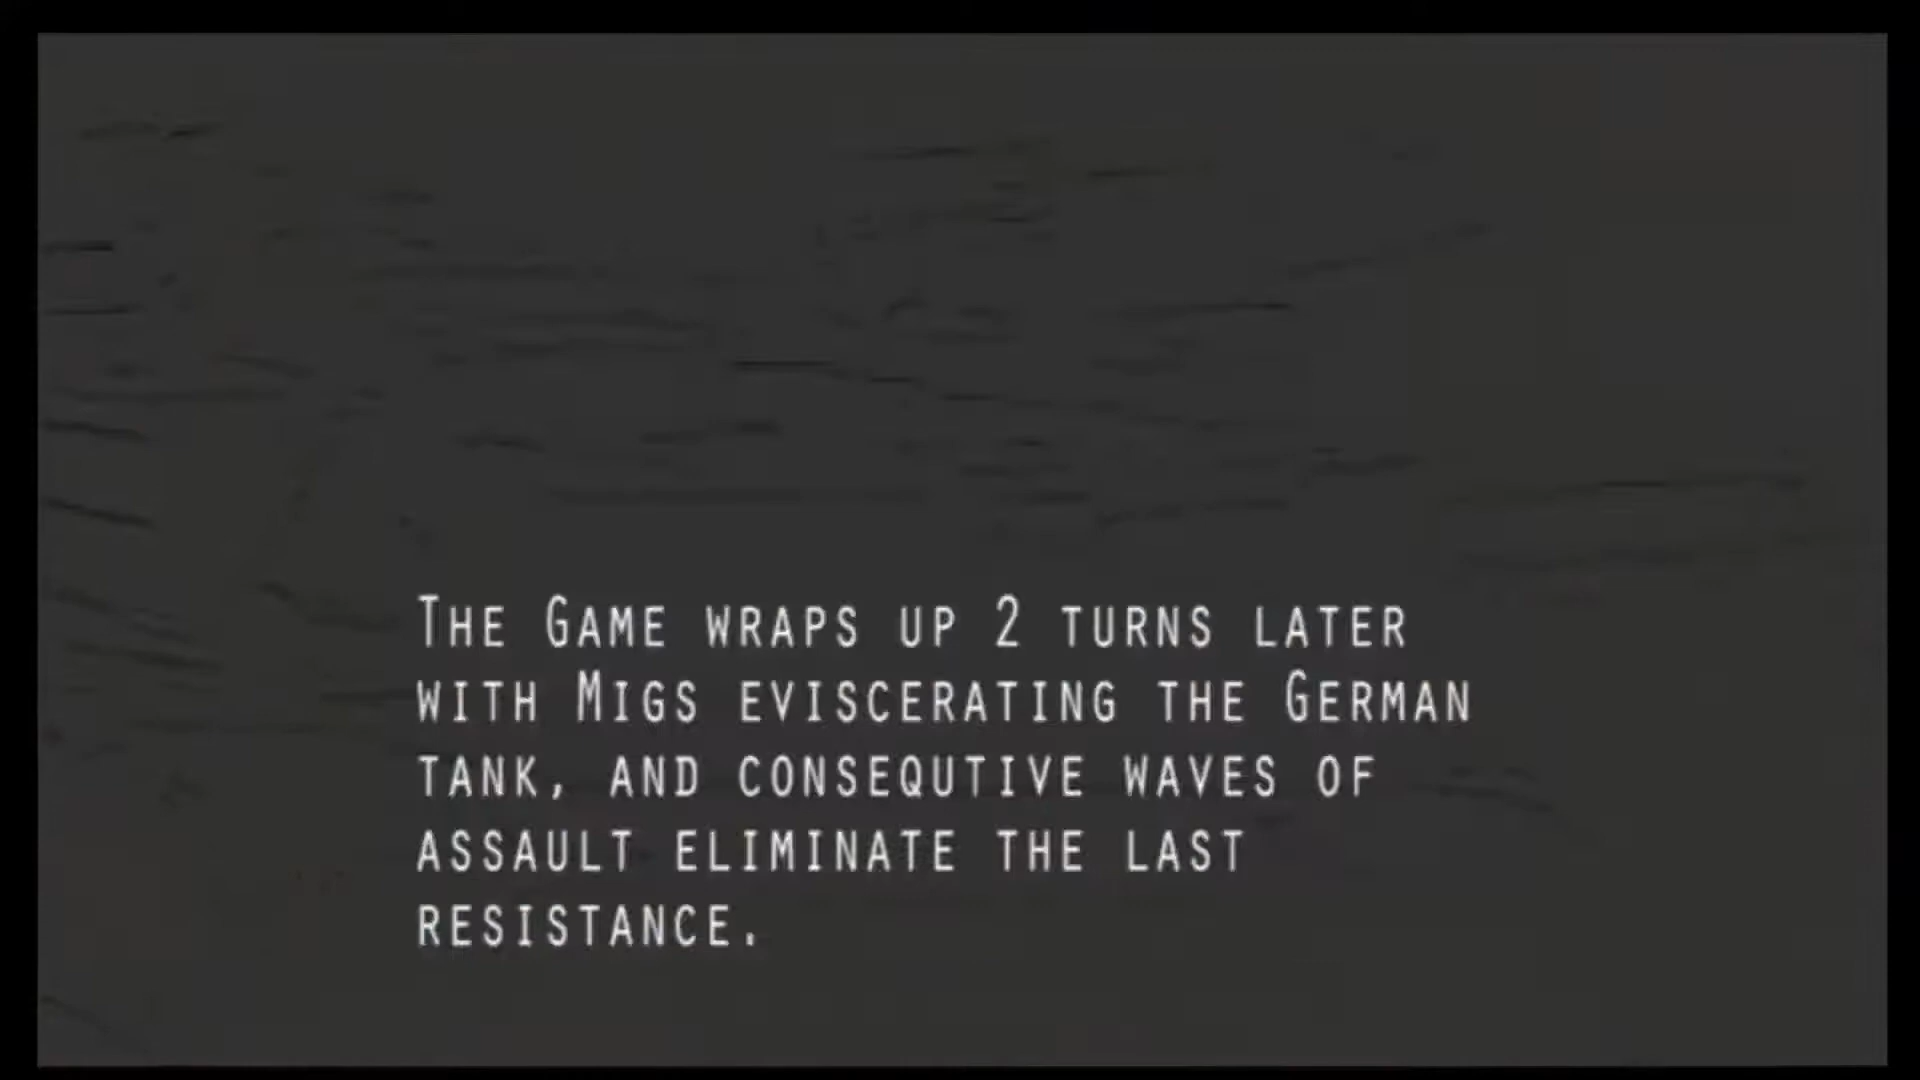 The Game wraps up 2 turns later
with Migs eviscerating the German
tank, and consequtive waves of
assault eliminate the last
resistance.